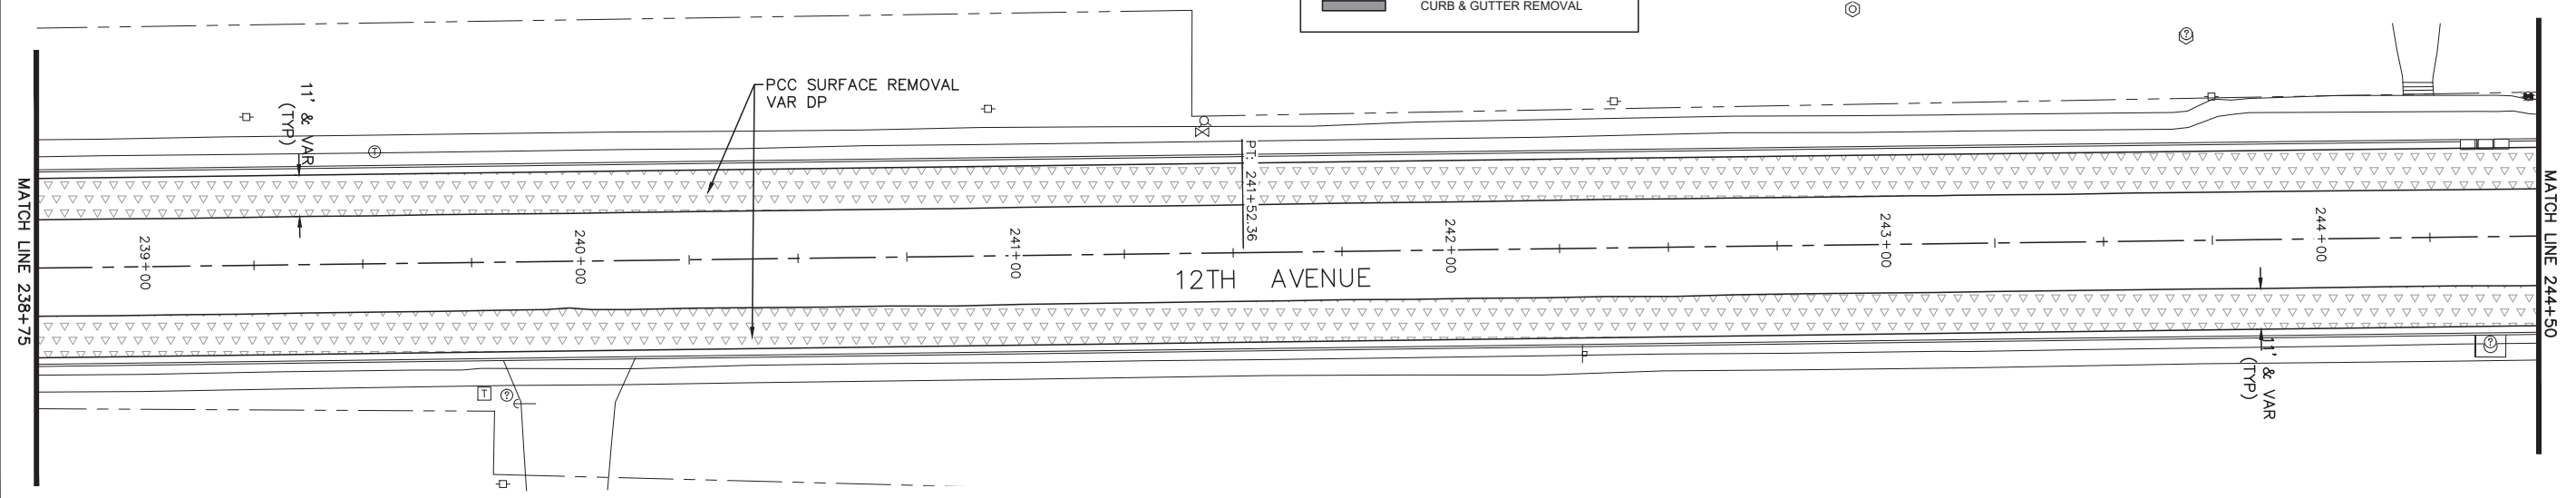 CURB & GUTTER REMOVAL
PCC SURFACE REMOVAL
VAR DP
11' & VAR
(TYP)
T
?
PT: 241+52.36
MATCH LINE 238+75
239+00
240+00
241+00
242+00
243+00
244+00
MATCH LINE 244+50
12TH AVENUE
11' & VAR
(TYP)
T
?
?